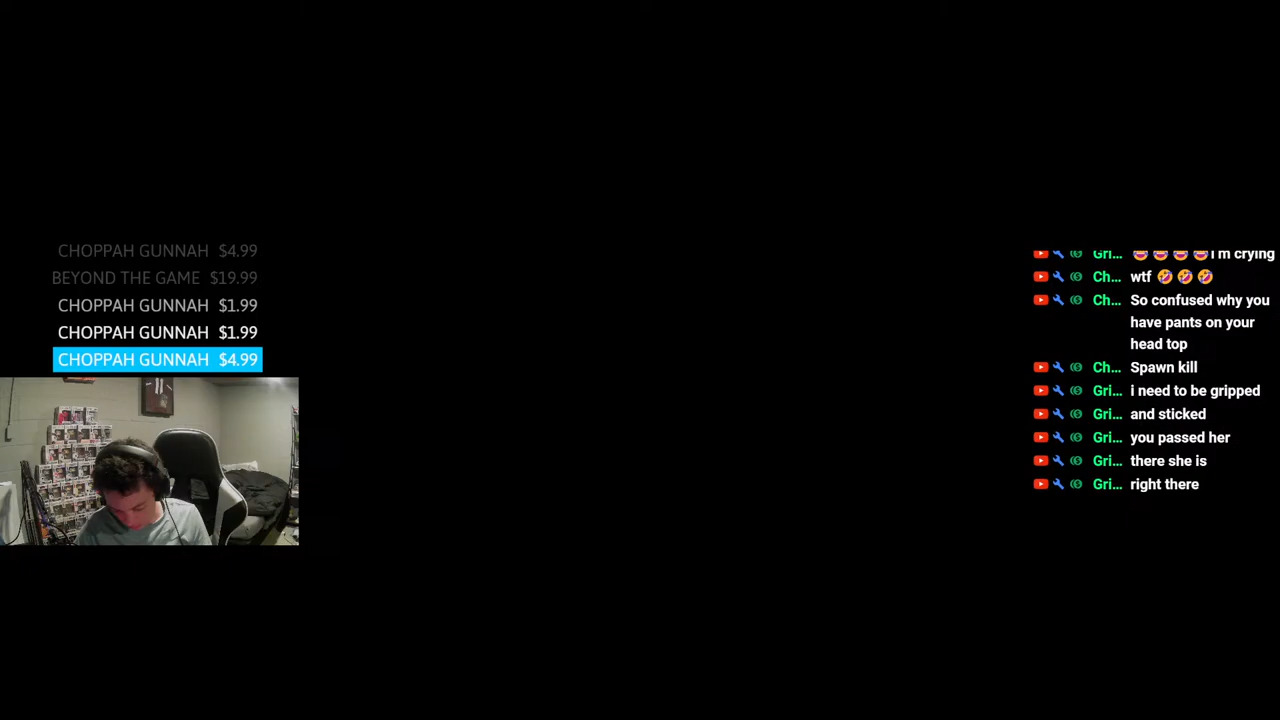 CHOPPAH GUNNAH $4.99
BEYOND THE GAME $19.99
CHOPPAH GUNNAH $1.99
CHOPPAH GUNNAH $1.99
CHOPPAH GUNNAH $4.99
Gri... 😂😂😂😂i'm crying
Ch... wtf 🤣🤣🤣
Ch... So confused why you
have pants on your
head top
Ch... Spawn kill
Gri... i need to be gripped
Gri... and sticked
Gri... you passed her
Gri... there she is
Gri... right there